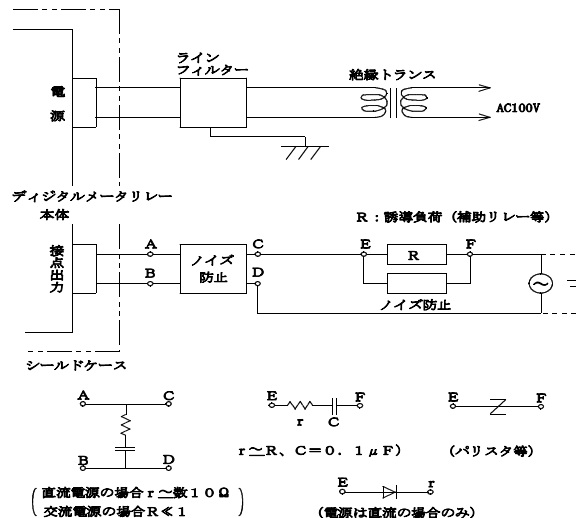 ライン
フィルター
絶縁トランス
電
源
AC100V
ディジタルメータリレー
本体
R：誘導負荷（補助リレー等）
接点出力
A
C
E
F
R
ノイズ
防止
B
D
ノイズ防止
シールドケース
A
C
E
F
E
F
r
C
B
D
r≃R、C＝0．1μF）
（バリスタ等）
直流電源の場合r≃数10Ω
交流電源の場合R≪1
E
r
（電源は直流の場合のみ）